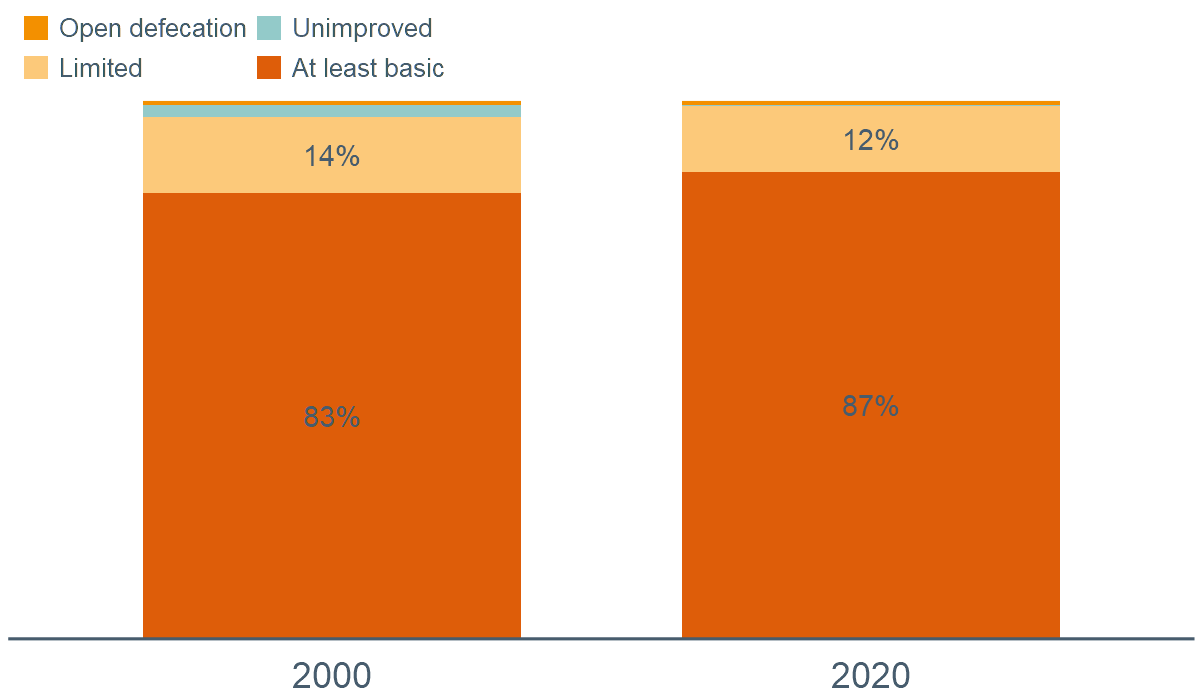 Open defecation Unimproved
Limited At least basic
14%
12%
83%
87%
2000 2020